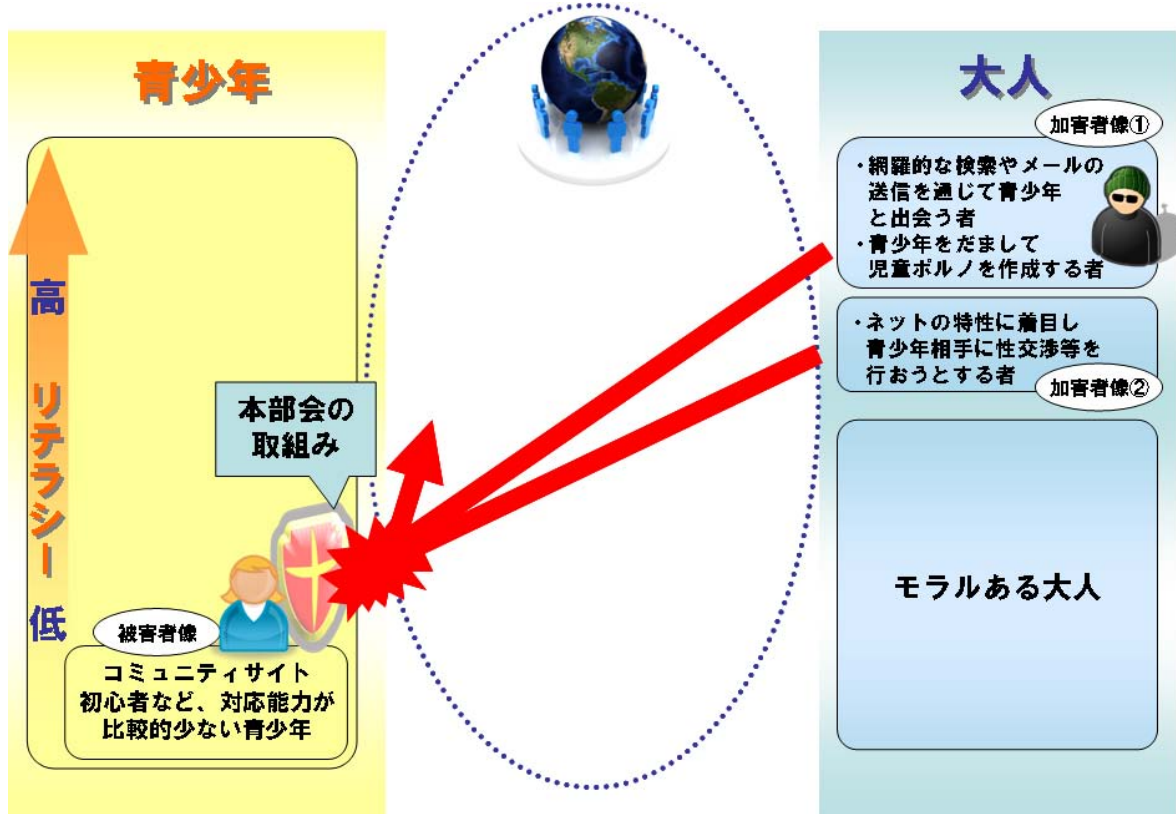 青少年
高
リテラシー
低
本部会の
取組み
被害者像
コミュニティサイト
初心者など、対応能力が
比較的少ない青少年
大人
加害者像①
・網羅的な検索やメールの
送信を通じて青少年
と出会う者
・青少年をだまして
児童ポルノを作成する者
・ネットの特性に着目し
青少年相手に性交渉等を
行おうとする者
加害者像②
モラルある大人